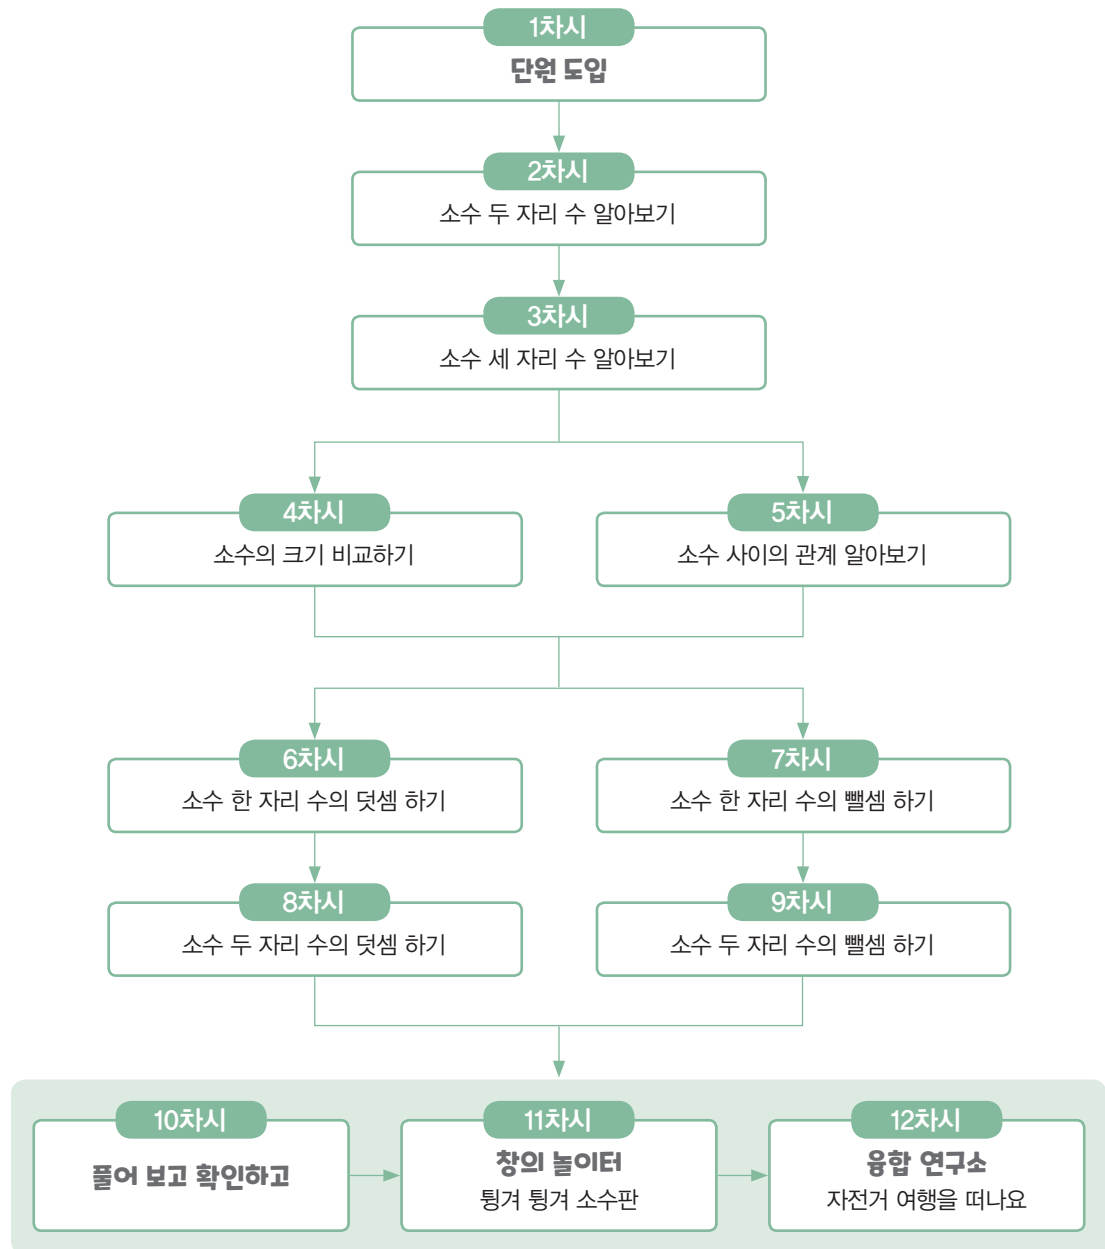 1차시
단원 도입
2차시
소수 두 자리 수 알아보기
3차시
소수 세 자리 수 알아보기
4차시
소수의 크기 비교하기
5차시
소수 사이의 관계 알아보기
6차시
소수 한 자리 수의 덧셈 하기
7차시
소수 한 자리 수의 뺄셈 하기
8차시
소수 두 자리 수의 덧셈 하기
9차시
소수 두 자리 수의 뺄셈 하기
10차시
풀어 보고 확인하고
11차시
창의 놀이터
튕겨 튕겨 소수판
12차시
융합 연구소
자전거 여행을 떠나요